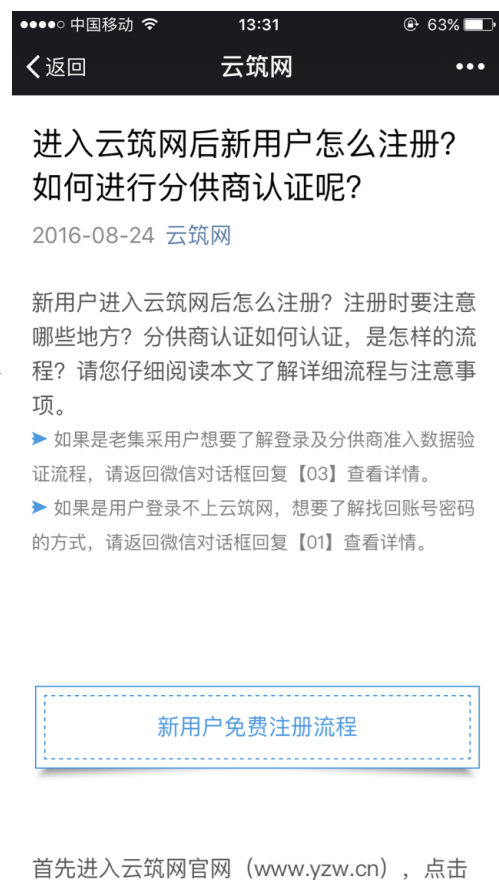 中国移动 13:31 63%
返回 云筑网
进入云筑网后新用户怎么注册?
如何进行分供商认证呢?
2016-08-24 云筑网
新用户进入云筑网后怎么注册？注册时要注意
哪些地方？分供商认证如何认证，是怎样的流
程？请您仔细阅读本文了解详细流程与注意事
项。
➤ 如果是老集采用户想要了解登录及分供商准入数据验
证流程，请返回微信对话框回复【03】查看详情。
➤ 如果是用户登录不上云筑网，想要了解找回账号密码
的方式，请返回微信对话框回复【01】查看详情。
新用户免费注册流程
首先进入云筑网官网（www.yzw.cn），点击